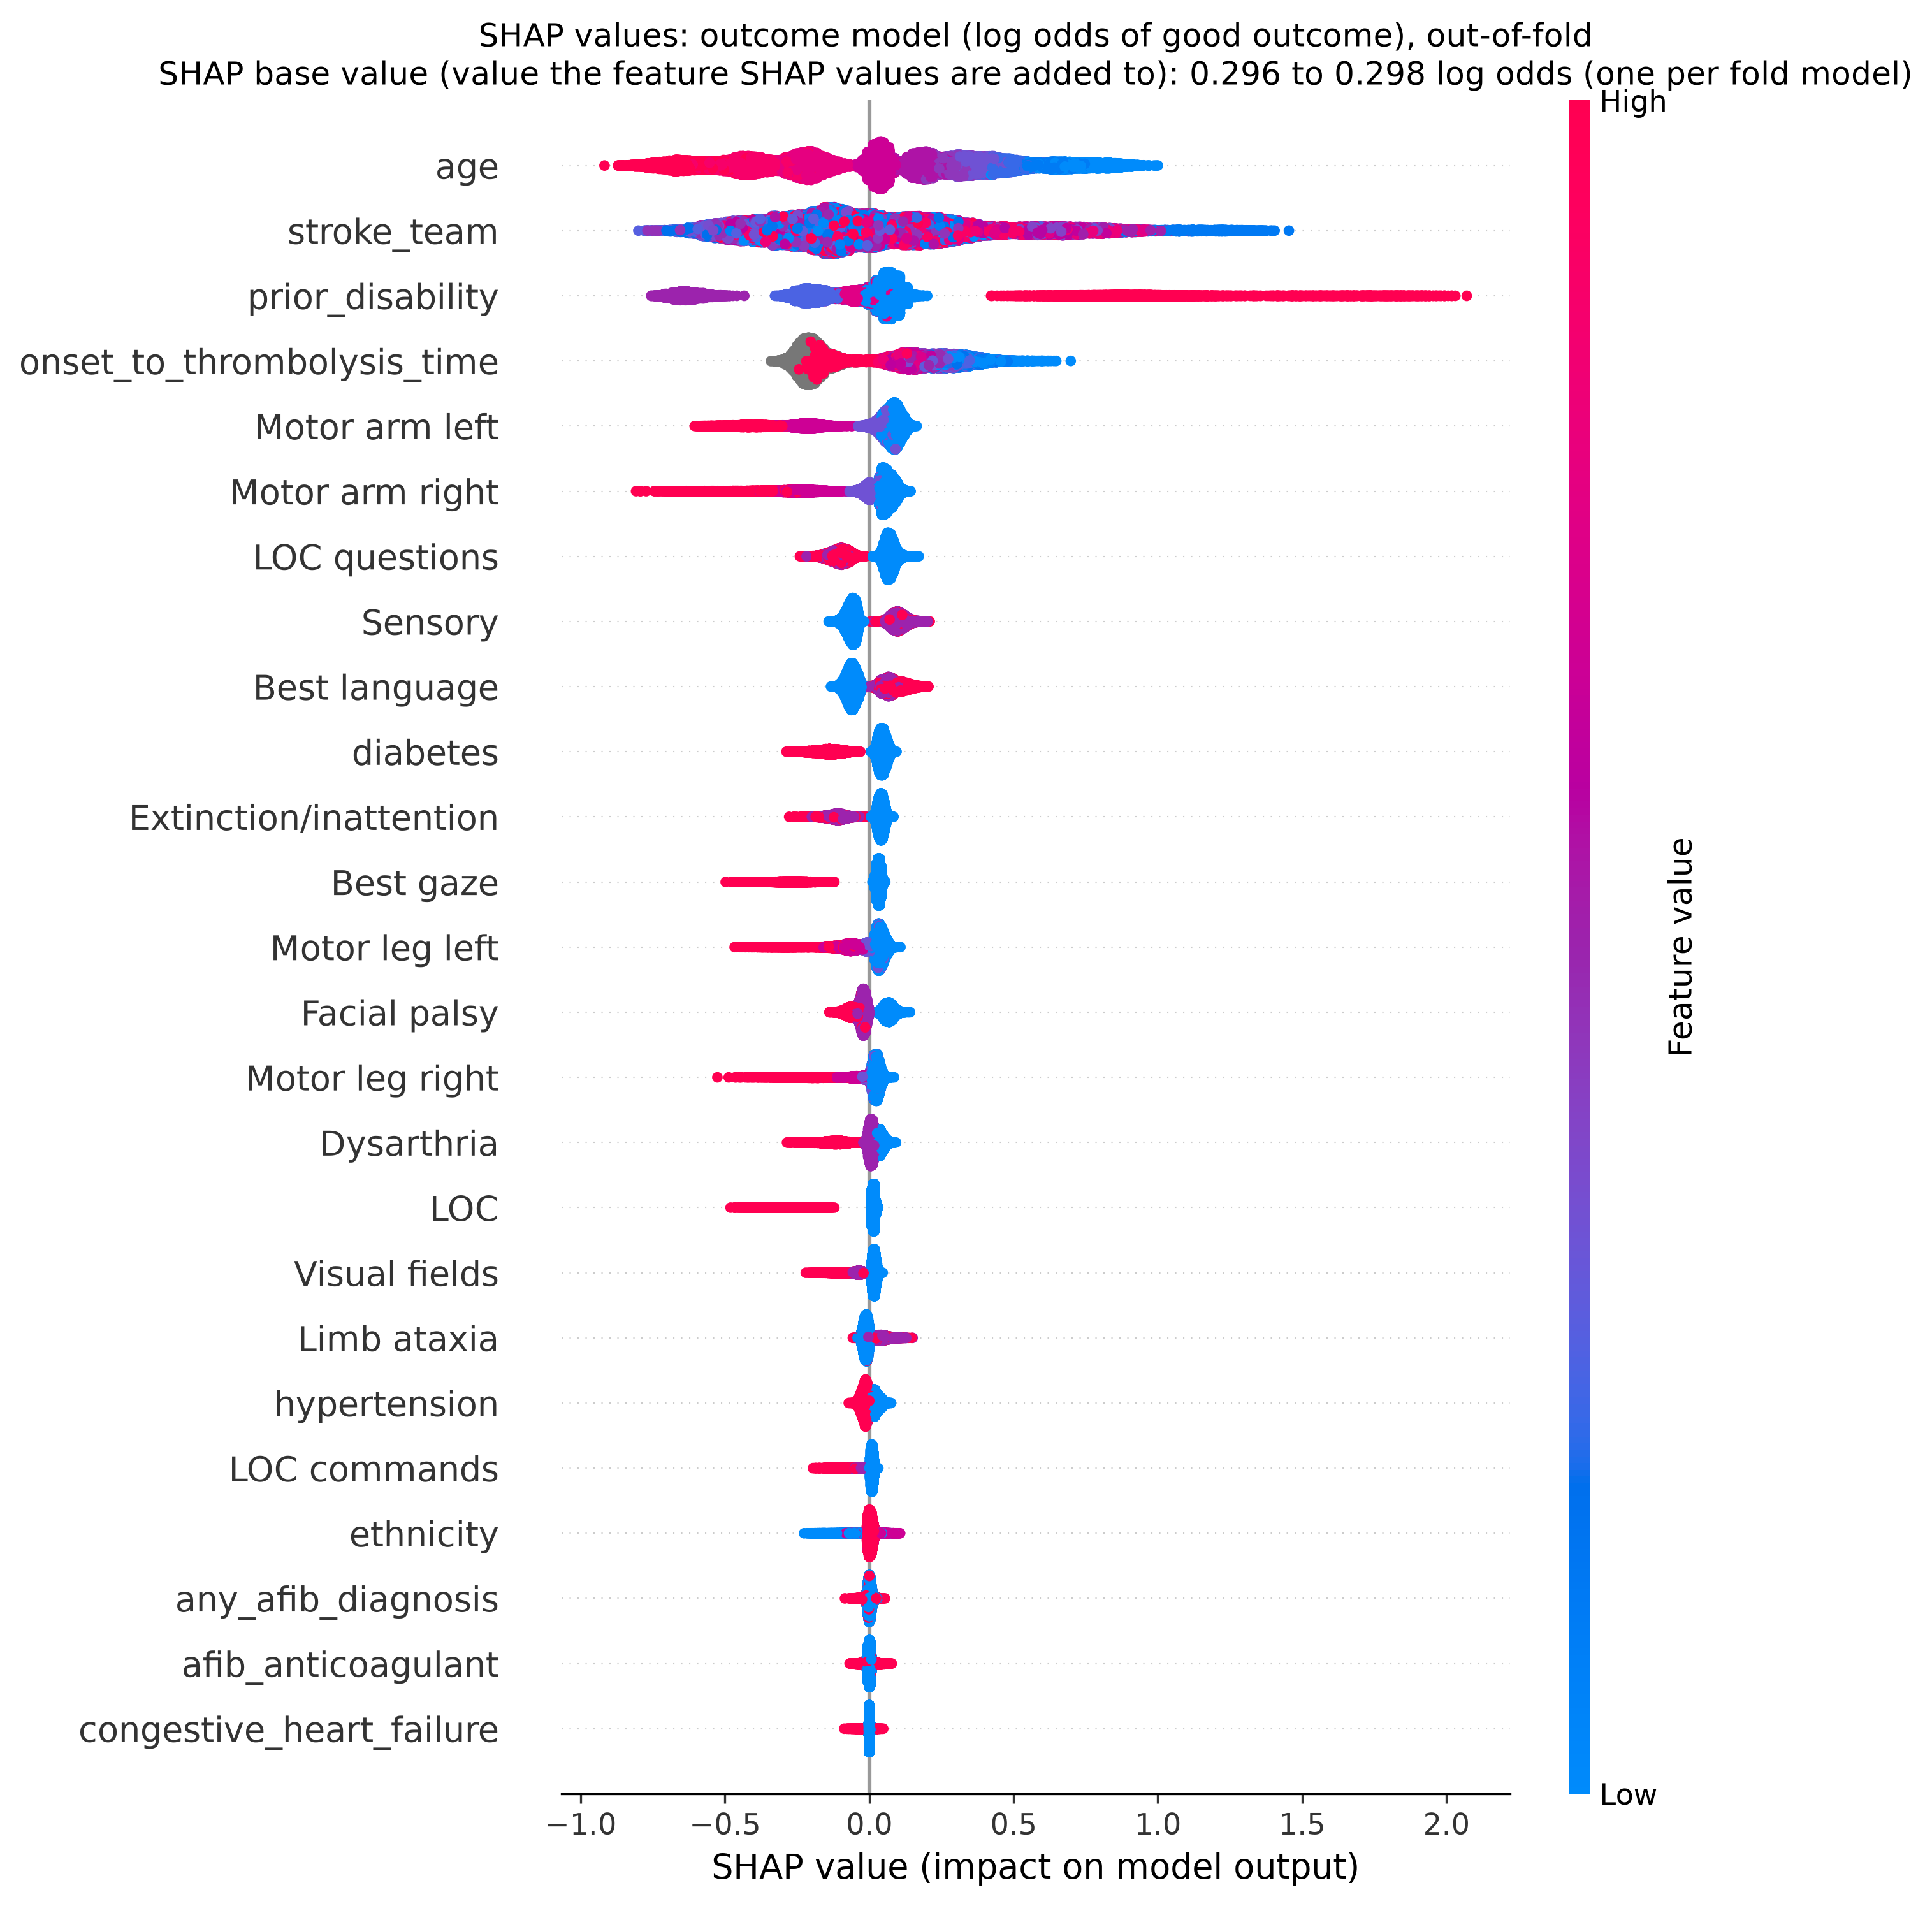 SHAP values: outcome model (log odds of good outcome), out-of-fold
SHAP base value (value the feature SHAP values are added to): 0.296 to 0.298 log odds (one per fold model)
High
age
stroke_team
prior_disability
onset_to_thrombolysis_time
Motor arm left
Motor arm right
LOC questions
Sensory
Best language
diabetes
Extinction/inattention
Best gaze
Motor leg left
Facial palsy
Motor leg right
Dysarthria
LOC
Visual fields
Limb ataxia
hypertension
LOC commands
ethnicity
any_afib_diagnosis
afib_anticoagulant
congestive_heart_failure
Feature value
Low
−1.0 −0.5 0.0 0.5 1.0 1.5 2.0
SHAP value (impact on model output)